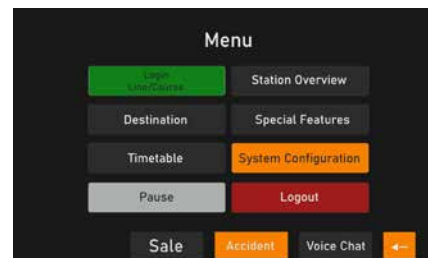 Menu
Login
Line/Course
Station Overview
Destination
Special Features
Timetable
System Configuration
Pause
Logout
Sale
Accident
Voice Chat